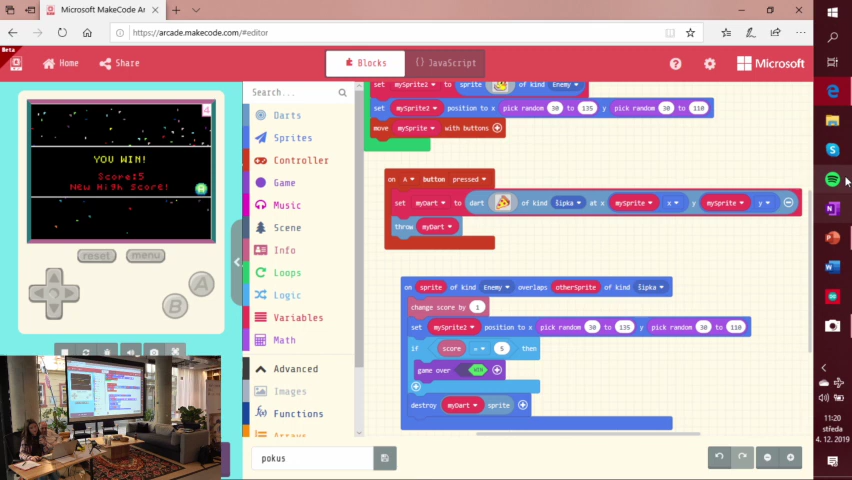 Microsoft MakeCode Ar
https://arcade.makecode.com/#editor
Beta
Home
Share
Blocks
{ } JavaScript
Microsoft
Search...
Darts
Sprites
Controller
Game
Music
Scene
Info
Loops
Logic
Variables
Math
Advanced
Images
Functions
Arrays
4
YOU WIN!
Score:5
New High Score!
A
reset
menu
A
B
set mySprite2 to sprite of kind Enemy
set mySprite2 position to x pick random 30 to 135 y pick random 30 to 110
move mySprite with buttons
on A button pressed
set myDart to dart of kind šipka at x mySprite x y mySprite y
throw myDart
on sprite of kind Enemy overlaps otherSprite of kind šipka
change score by 1
set mySprite2 position to x pick random 30 to 135 y pick random 30 to 110
if score = 5 then
game over WIN
destroy myDart sprite
pokus
11:20
středa
4. 12. 2019